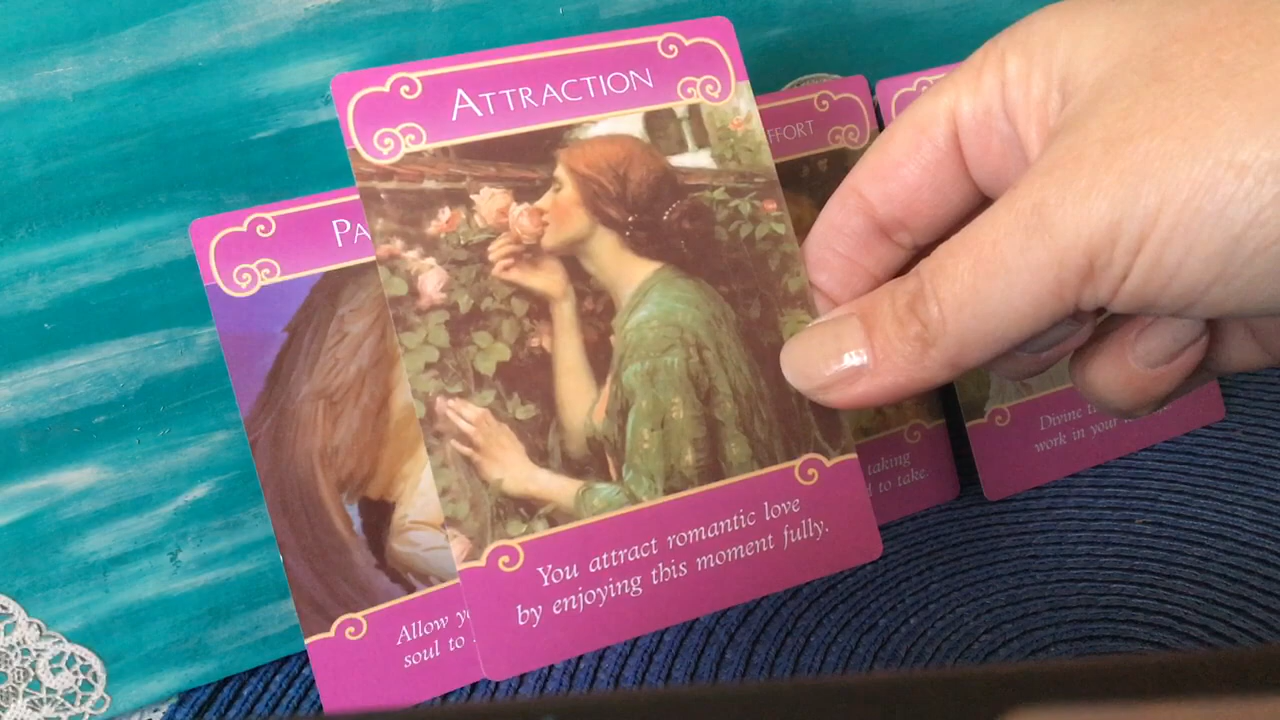 ATTRACTION
You attract romantic love
by enjoying this moment fully.
PA
Allow
soul to
FFORT
taking
to take.
Divine
work in your